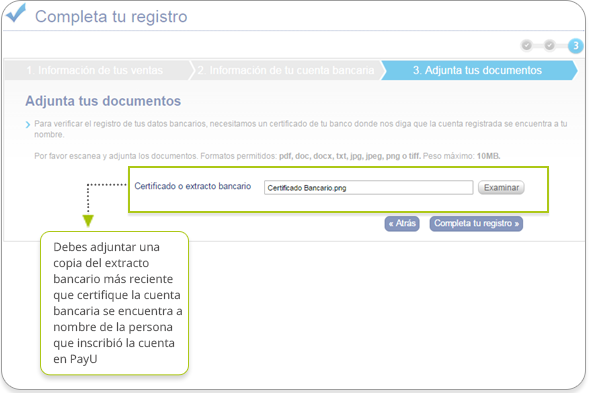 Completa tu registro
3
1. Información de tus ventas
2. Información de tu cuenta bancaria
3. Adjunta tus documentos
Adjunta tus documentos
Para verificar el registro de tus datos bancarios, necesitamos un certificado de tu banco donde nos diga que la cuenta registrada se encuentra a tu
nombre.
Por favor escanea y adjunta los documentos. Formatos permitidos: pdf, doc, docx, txt, jpg, jpeg, png o tiff. Peso máximo: 10MB.
Certificado o extracto bancario
Certificado Bancario.png
Examinar
« Atrás
Completa tu registro »
Debes adjuntar una
copia del extracto
bancario más reciente
que certifique la cuenta
bancaria se encuentra a
nombre de la persona
que inscribió la cuenta
en PayU